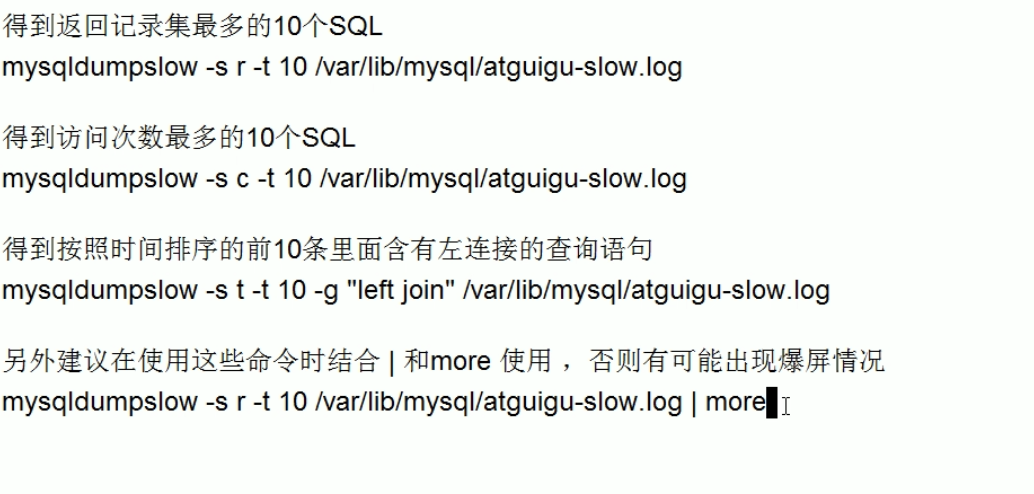 得到返回记录集最多的10个SQL
mysqldumpslow -s r -t 10 /var/lib/mysql/atguigu-slow.log
得到访问次数最多的10个SQL
mysqldumpslow -s c -t 10 /var/lib/mysql/atguigu-slow.log
得到按照时间排序的前10条里面含有左连接的查询语句
mysqldumpslow -s t -t 10 -g "left join" /var/lib/mysql/atguigu-slow.log
另外建议在使用这些命令时结合 | 和more 使用 ，否则有可能出现爆屏情况
mysqldumpslow -s r -t 10 /var/lib/mysql/atguigu-slow.log | more